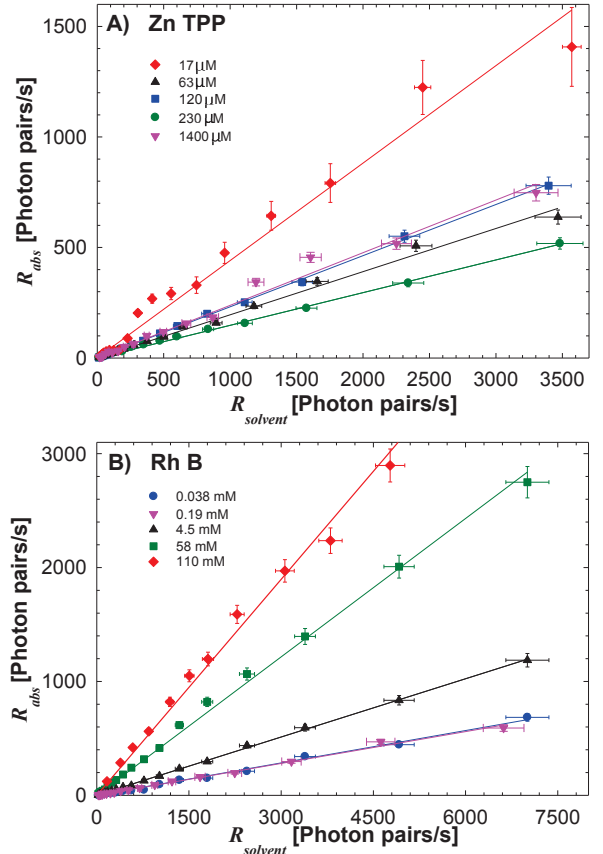 A) Zn TPP
17 μM
63 μM
120 μM
230 μM
1400 μM
1500
1000
500
0
R_abs [Photon pairs/s]
0 500 1000 1500 2000 2500 3000 3500
R_solvent [Photon pairs/s]
B) Rh B
0.038 mM
0.19 mM
4.5 mM
58 mM
110 mM
3000
2000
1000
0
R_abs [Photon pairs/s]
0 1500 3000 4500 6000 7500
R_solvent [Photon pairs/s]